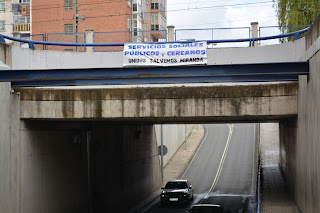 SERVICIOS SOCIALES
PÚBLICOS Y CERCANOS
UNIDOS SALVEMOS MIRANDA